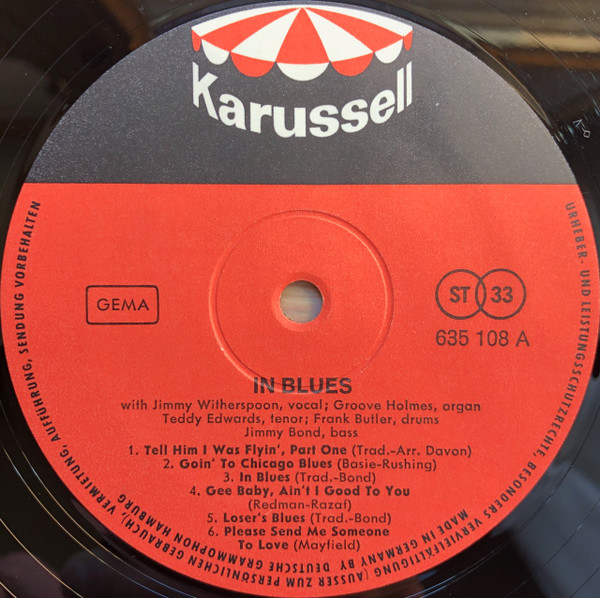 Karussell
GEMA
ST 33
635 108 A
IN BLUES
with Jimmy Witherspoon, vocal; Groove Holmes, organ
Teddy Edwards, tenor; Frank Butler, drums
Jimmy Bond, bass
1. Tell Him I Was Flyin', Part One (Trad.-Arr. Davon)
2. Goin' To Chicago Blues (Basie-Rushing)
3. In Blues (Trad.-Bond)
4. Gee Baby, Ain't I Good To You
(Redman-Razaf)
5. Loser's Blues (Trad.-Bond)
6. Please Send Me Someone
To Love (Mayfield)
URHEBER- UND LEISTUNGSSCHUTZRECHTE, BESONDERS VERVIELFÄLTIGUNG (AUSSER ZUM PERSÖNLICHEN GEBRAUCH), VERMIETUNG, AUFFÜHRUNG, SENDUNG VORBEHALTEN
MADE IN GERMANY BY DEUTSCHE GRAMMOPHON HAMBURG